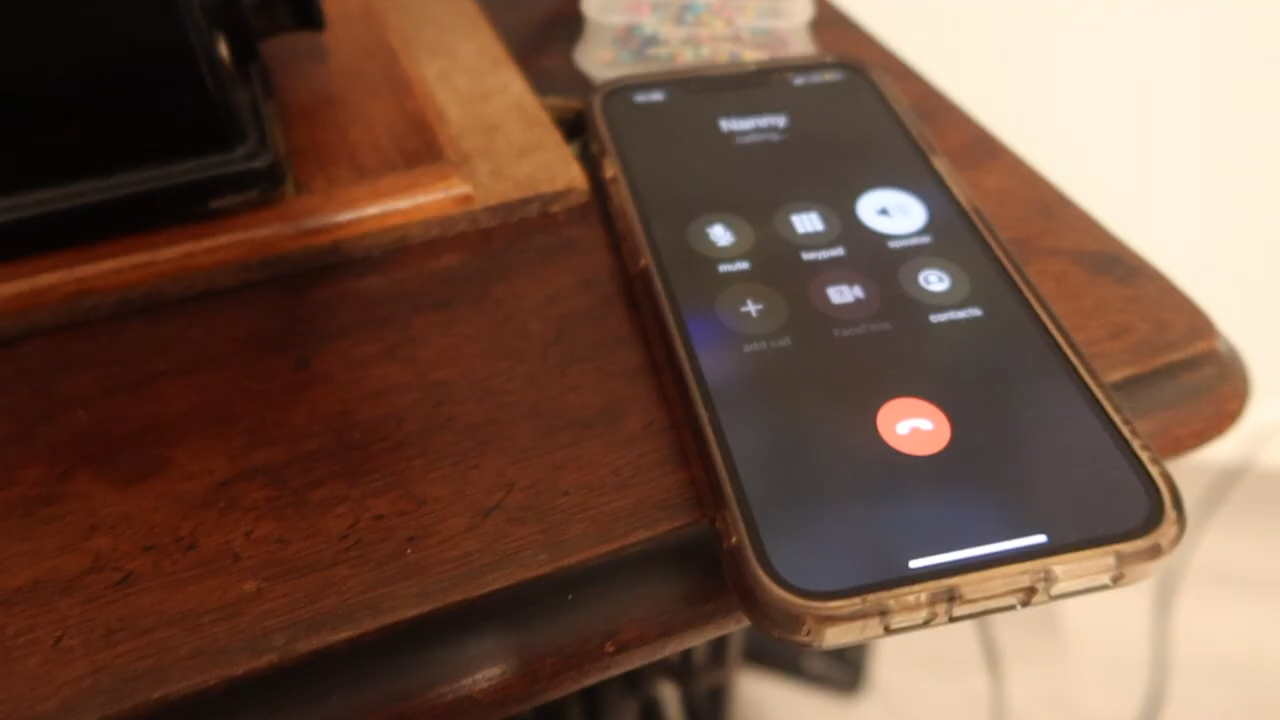 Nanny
calling...
mute
keypad
speaker
add call
FaceTime
contacts